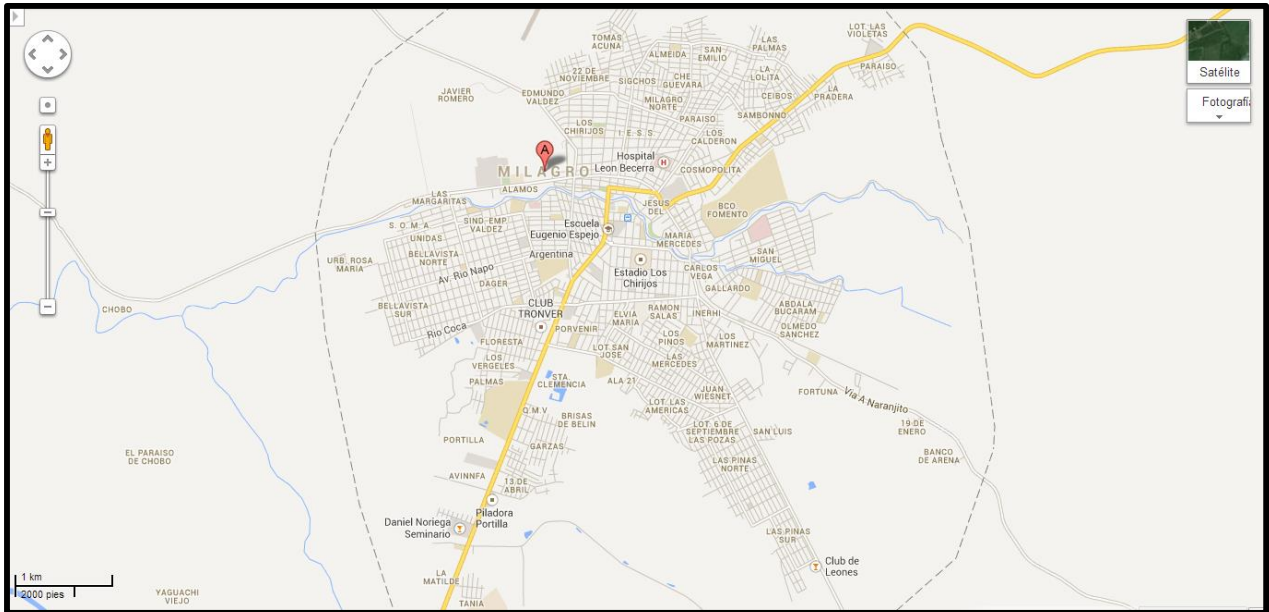 LOT. LAS
VIOLETAS
TOMAS
ACUNA
LAS
PALMAS
SAN
EMILIO
ALMEIDA
PARAISO
Satélite
22 DE
NOVIEMBRE
SIGCHOS
CHE
GUEVARA
LA
LOLITA
LA
PRADERA
JAVIER
ROMERO
EDMUNDO
VALDEZ
MILAGRO
NORTE
CEIBOS
Fotografí
LOS
CHIRIJOS
PARAISO
SAMBONNO
I.E.S.S
LOS
CALDERON
A
Hospital
Leon Becerra
H
MILAGRO
COSMOPOLITA
ALAMOS
LAS
MARGARITAS
JESUS
DEL
BCO
FOMENTO
S.O.M.A
SIND. EMP.
VALDEZ
Escuela
Eugenio Espejo
MARIA
MERCEDES
UNIDAS
BELLAVISTA
NORTE
Argentina
SAN
MIGUEL
URB. ROSA
MARIA
Av. Rio Napo
Estadio Los
Chirijos
CARLOS
VEGA
DAGER
GALLARDO
CHOBO
BELLAVISTA
SUR
CLUB
TRONVER
ELVIA
MARIA
RAMON
SALAS
INERHI
ABDALA
BUCARAM
Rio Coca
PORVENIR
OLMEDO
SANCHEZ
FLORESTA
LOS
PINOS
LOS
MARTINEZ
LOS
VERGELES
LOT SAN
JOSE
LAS
MERCEDES
PALMAS
STA.
CLEMENCIA
ALA 21
JUAN
WIESNET
FORTUNA
Vía A Naranjito
Q.M.V
BRISAS
DE BELIN
LOT. LAS
AMERICAS
LOT. 6 DE
SEPTIEMBRE
LAS POZAS
SAN LUIS
19 DE
ENERO
PORTILLA
GARZAS
EL PARAISO
DE CHOBO
BANCO
DE ARENA
LAS PINAS
NORTE
AVINNFA
13 DE
ABRIL
Piladora
Portilla
Daniel Noriega
Seminario
LAS PINAS
SUR
Club de
Leones
1 km
2000 pies
LA
MATILDE
YAGUACHI
VIEJO
TANIA